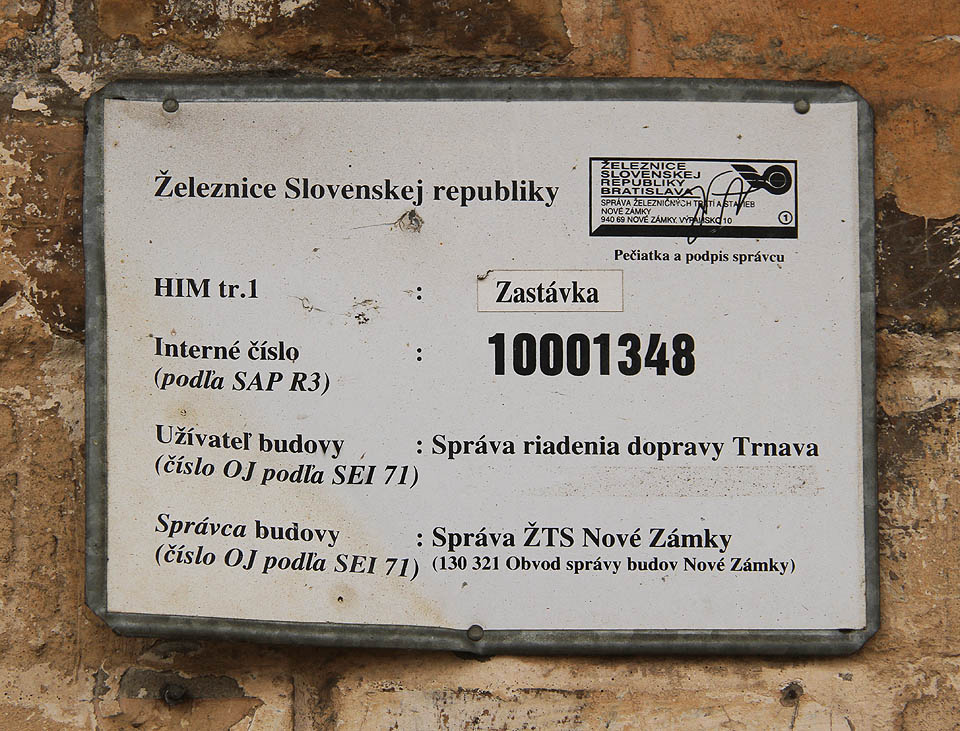 Železnice Slovenskej republiky
ŽELEZNICE
SLOVENSKEJ
REPUBLIKY
BRATISLAVA
SPRÁVA ŽELEZNIČNÝCH TRATÍ A STAVIEB
NOVÉ ZÁMKY
940 69 NOVÉ ZÁMKY, 10
1
Pečiatka a podpis správcu
HIM tr.1 : Zastávka
Interné číslo : 10001348
(podľa SAP R3)
Užívateľ budovy : Správa riadenia dopravy Trnava
(číslo OJ podľa SEI 71)
Správca budovy : Správa ŽTS Nové Zámky
(číslo OJ podľa SEI 71) (130 321 Obvod správy budov Nové Zámky)